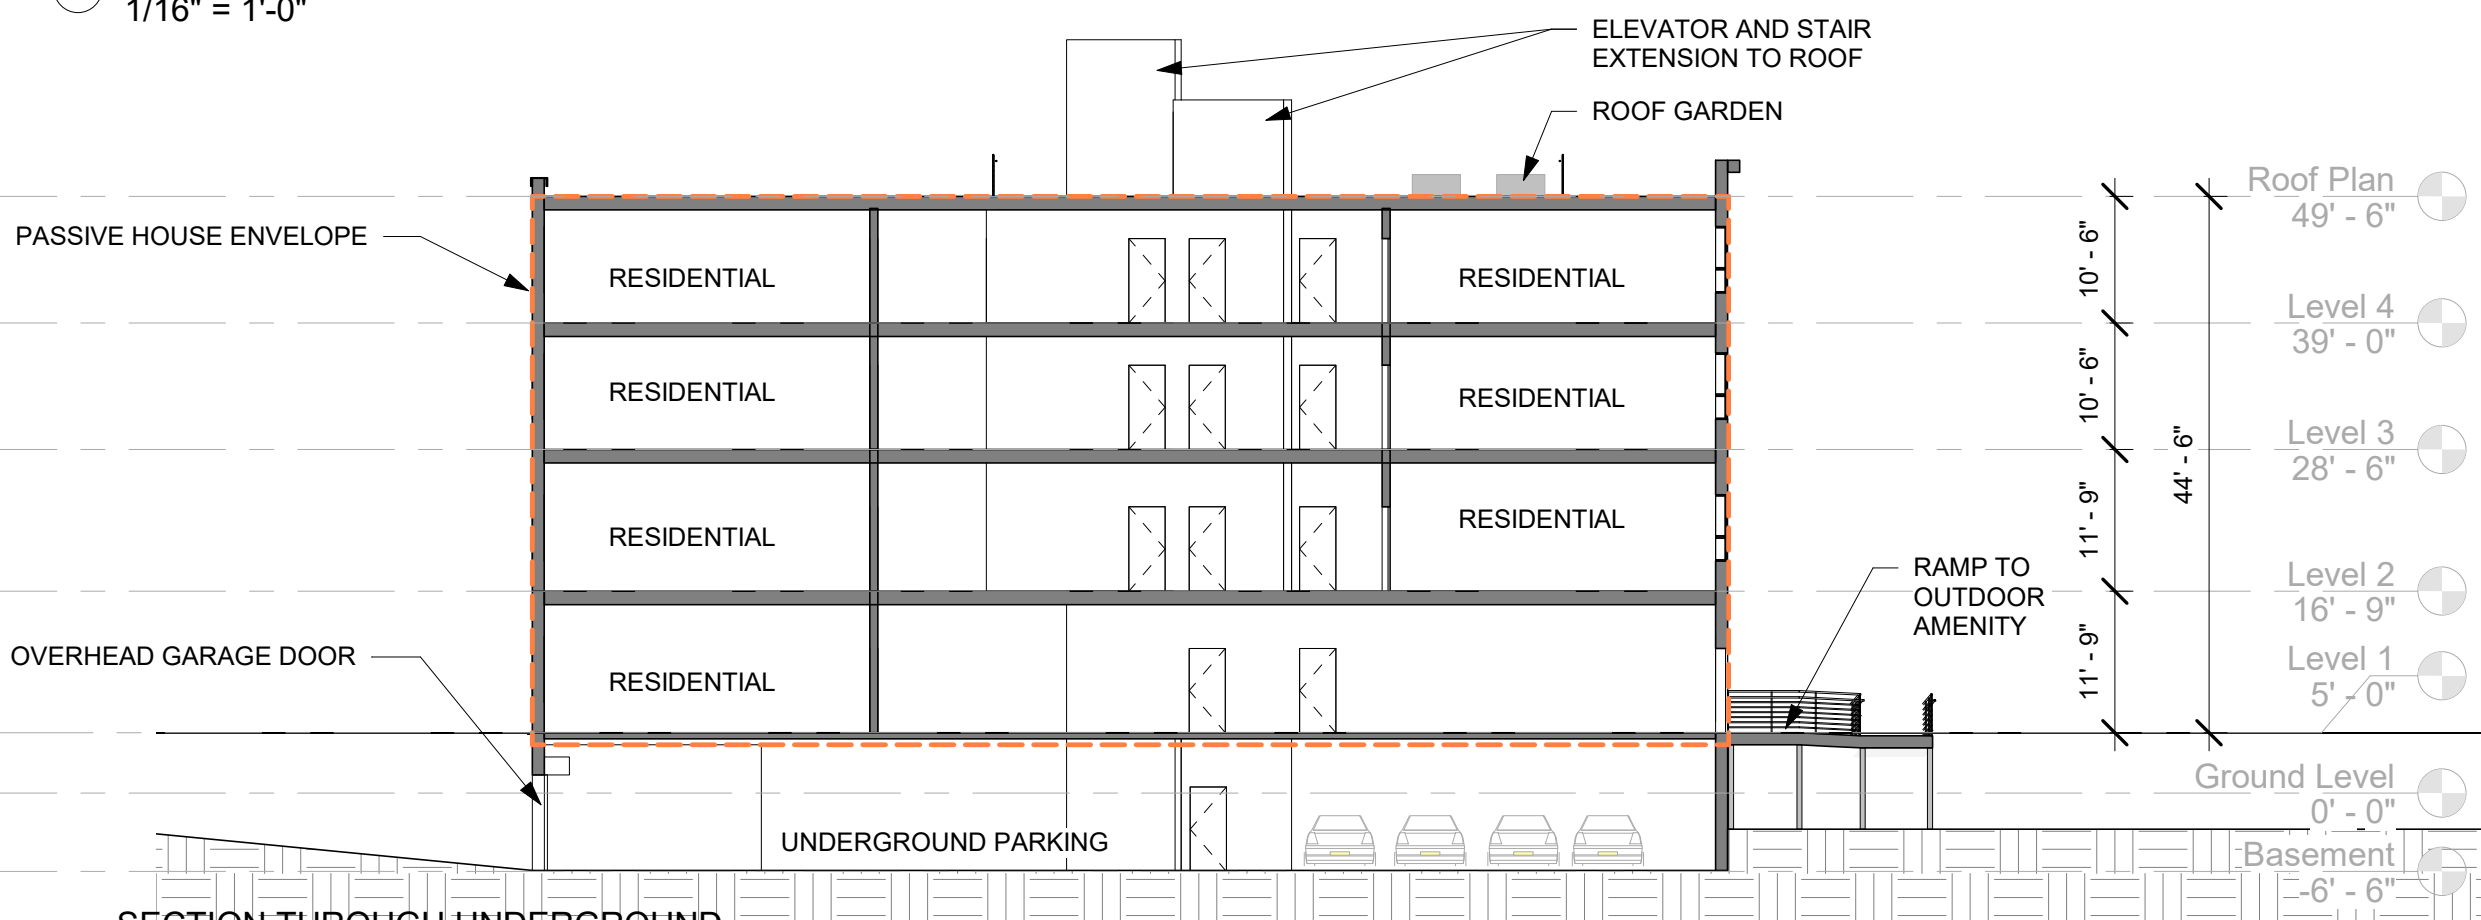 1/16" = 1'-0"
ELEVATOR AND STAIR
EXTENSION TO ROOF
ROOF GARDEN
PASSIVE HOUSE ENVELOPE
RESIDENTIAL
RESIDENTIAL
RESIDENTIAL
RESIDENTIAL
RESIDENTIAL
RESIDENTIAL
RESIDENTIAL
OVERHEAD GARAGE DOOR
UNDERGROUND PARKING
RAMP TO
OUTDOOR
AMENITY
10' - 6"
10' - 6"
11' - 9"
11' - 9"
44' - 6"
Roof Plan
49' - 6"
Level 4
39' - 0"
Level 3
28' - 6"
Level 2
16' - 9"
Level 1
5' - 0"
Ground Level
0' - 0"
Basement
-6' - 6"
SECTION THROUGH UNDERGROUND